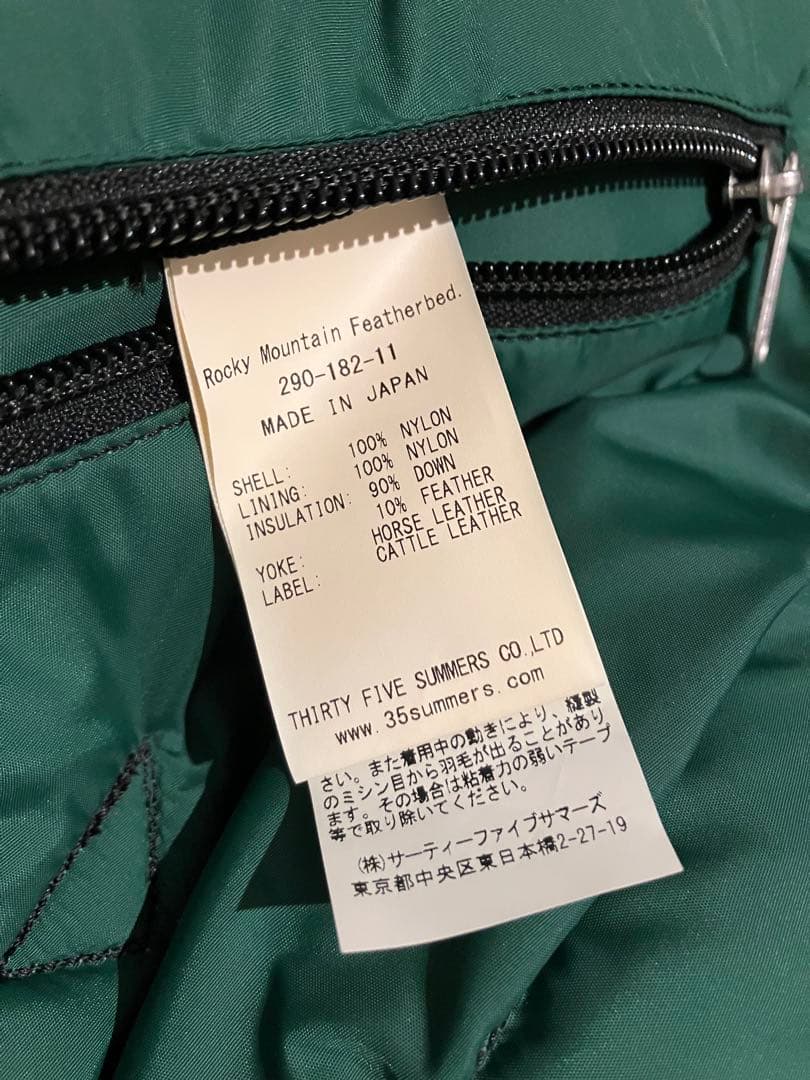 Rocky Mountain Featherbed.
290-182-11
MADE IN JAPAN
SHELL: 100% NYLON
LINING: 100% NYLON
INSULATION: 90% DOWN
10% FEATHER
YOKE: HORSE LEATHER
LABEL: CATTLE LEATHER
THIRTY FIVE SUMMERS CO.,LTD
www.35summers.com
さい。また着用中の動きにより、縫製
のミシン目から羽毛が出ることがあり
ます。その場合は粘着力の弱いテープ
等で取り除いてください。
(株)サーティーファイブサマーズ
東京都中央区東日本橋2-27-19